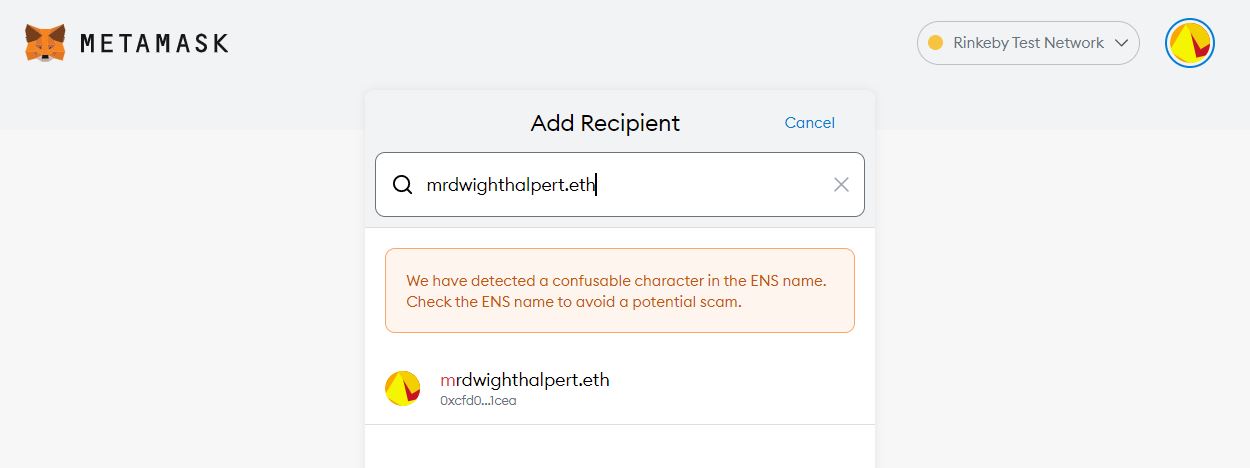 METAMASK
Rinkeby Test Network
Add Recipient
Cancel
mrdwighthalpert.eth
We have detected a confusable character in the ENS name.
Check the ENS name to avoid a potential scam.
mrdwighthalpert.eth
0xcfd0...1cea